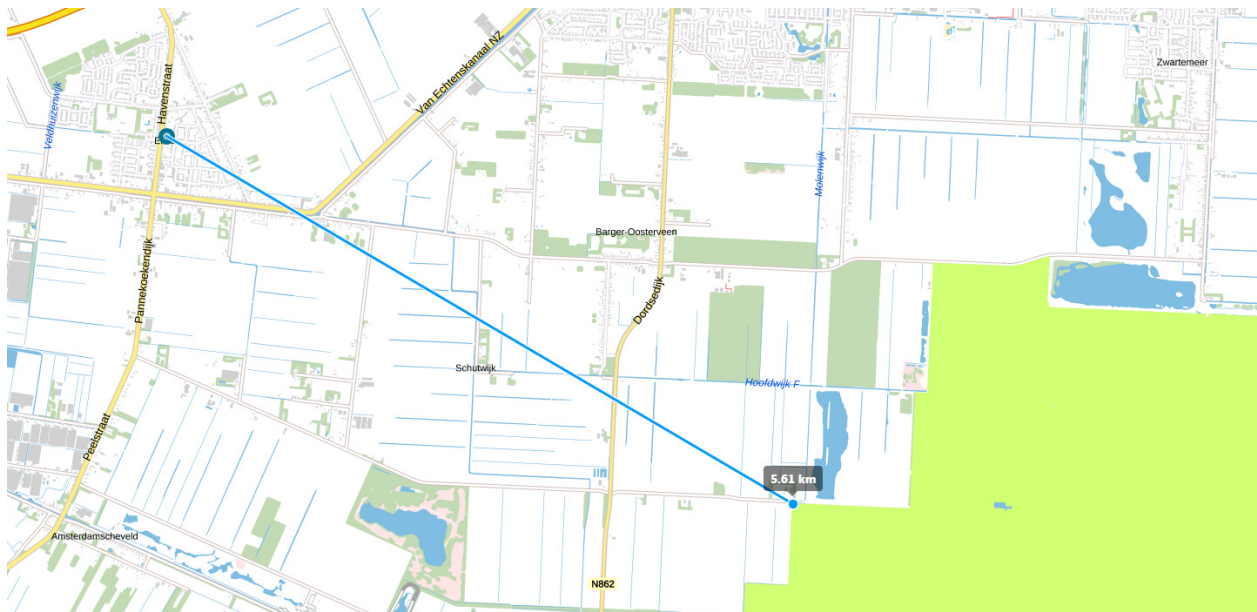 Zwartemeer
Havenstraat
Van Echtenskanaal NZ
Veldhuizerwijk
E
Molenwijk
Barger-Oosterveen
Pannekoekendijk
Dordsedijk
Schutwijk
Hoofdwijk F
Peelstraat
5.61 km
Amsterdamscheveld
N862